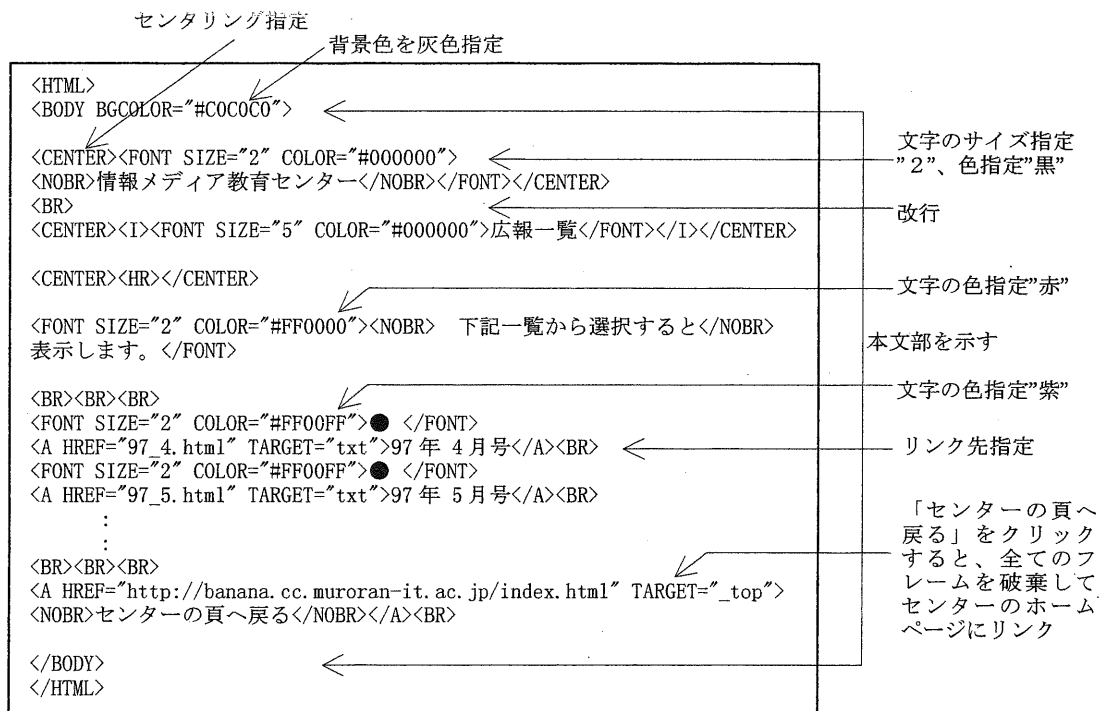 センタリング指定
背景色を灰色指定
<HTML>
<BODY BGCOLOR="#C0C0C0">
<CENTER><FONT SIZE="2" COLOR="#000000">
<NOBR>情報メディア教育センター</NOBR></FONT></CENTER>
<BR>
<CENTER><I><FONT SIZE="5" COLOR="#000000">広報一覧</FONT></I></CENTER>
<CENTER><HR></CENTER>
<FONT SIZE="2" COLOR="#FF0000"><NOBR>　下記一覧から選択すると</NOBR>
表示します。</FONT>
<BR><BR><BR>
<FONT SIZE="2" COLOR="#FF00FF">● </FONT>
<A HREF="97_4.html" TARGET="txt">97 年 4 月号</A><BR>
<FONT SIZE="2" COLOR="#FF00FF">● </FONT>
<A HREF="97_5.html" TARGET="txt">97 年 5 月号</A><BR>
:
:
<BR><BR><BR>
<A HREF="http://banana.cc.muroran-it.ac.jp/index.html" TARGET="_top">
<NOBR>センターの頁へ戻る</NOBR></A><BR>
</BODY>
</HTML>
文字のサイズ指定
"２"、色指定"黒"
改行
文字の色指定"赤"
本文部を示す
文字の色指定"紫"
リンク先指定
「センターの頁へ
戻る」をクリック
すると、全てのフ
レームを破棄して
センターのホーム
ページにリンク